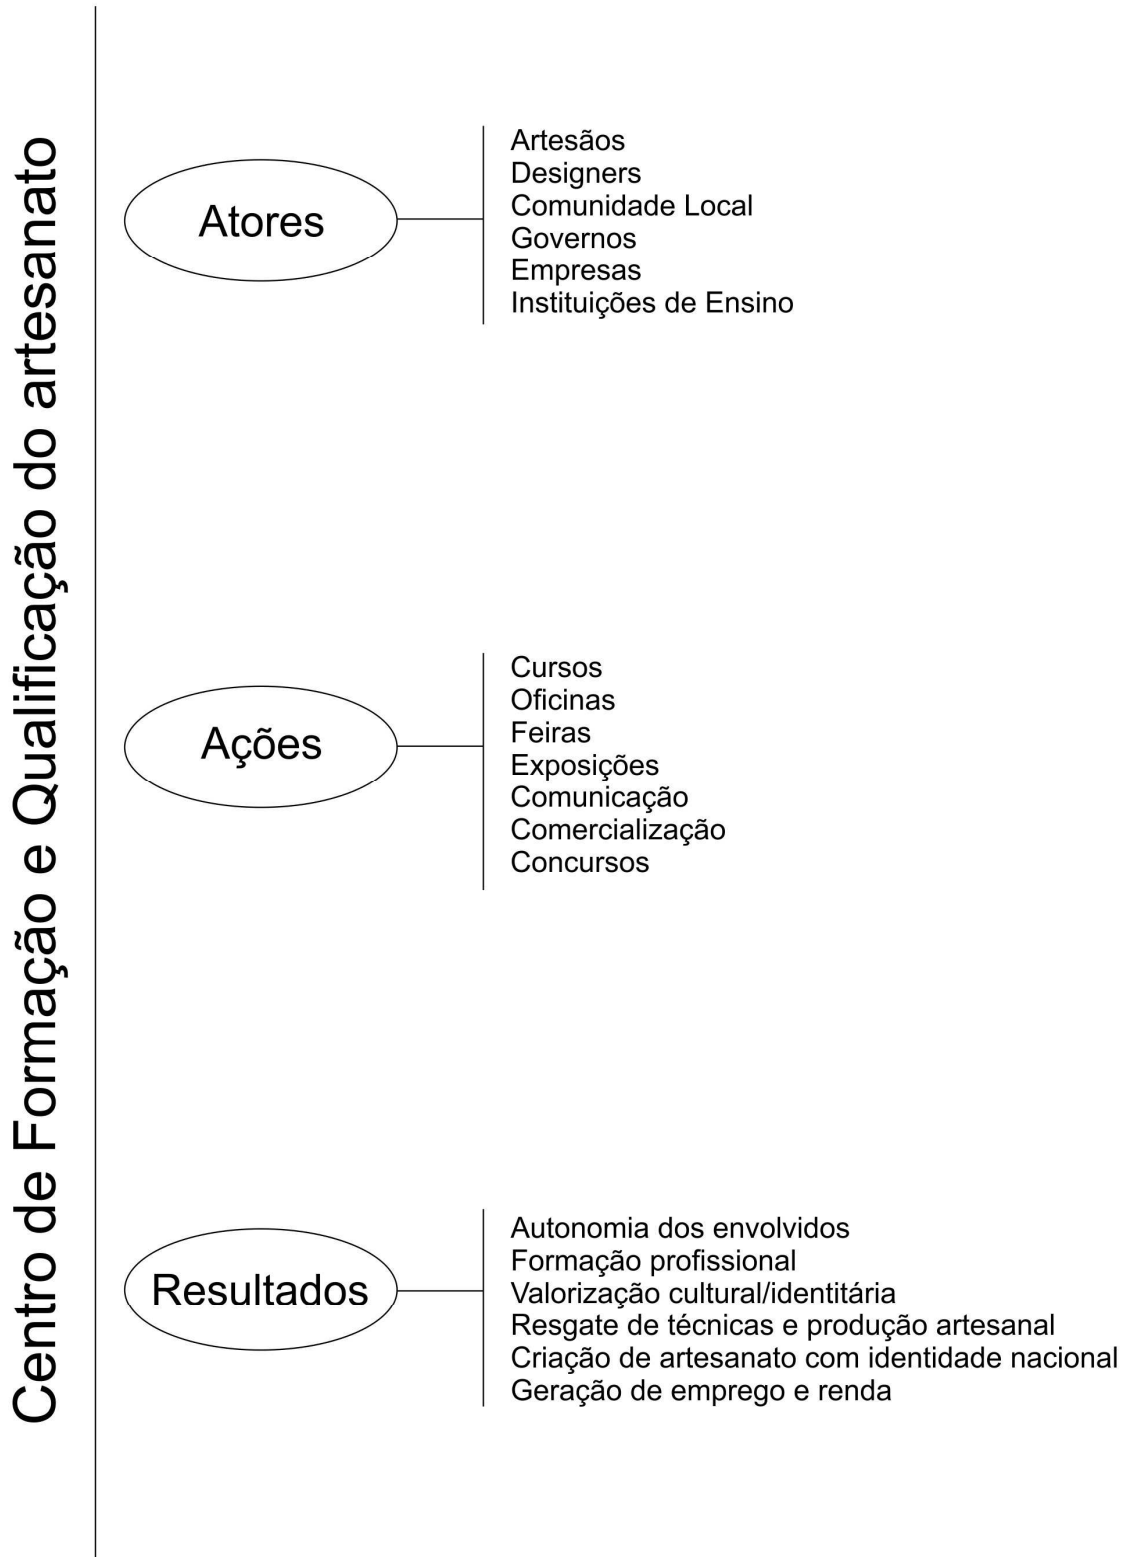 Centro de Formação e Qualificação do artesanato
Atores
Artesãos
Designers
Comunidade Local
Governos
Empresas
Instituições de Ensino
Ações
Cursos
Oficinas
Feiras
Exposições
Comunicação
Comercialização
Concursos
Resultados
Autonomia dos envolvidos
Formação profissional
Valorização cultural/identitária
Resgate de técnicas e produção artesanal
Criação de artesanato com identidade nacional
Geração de emprego e renda